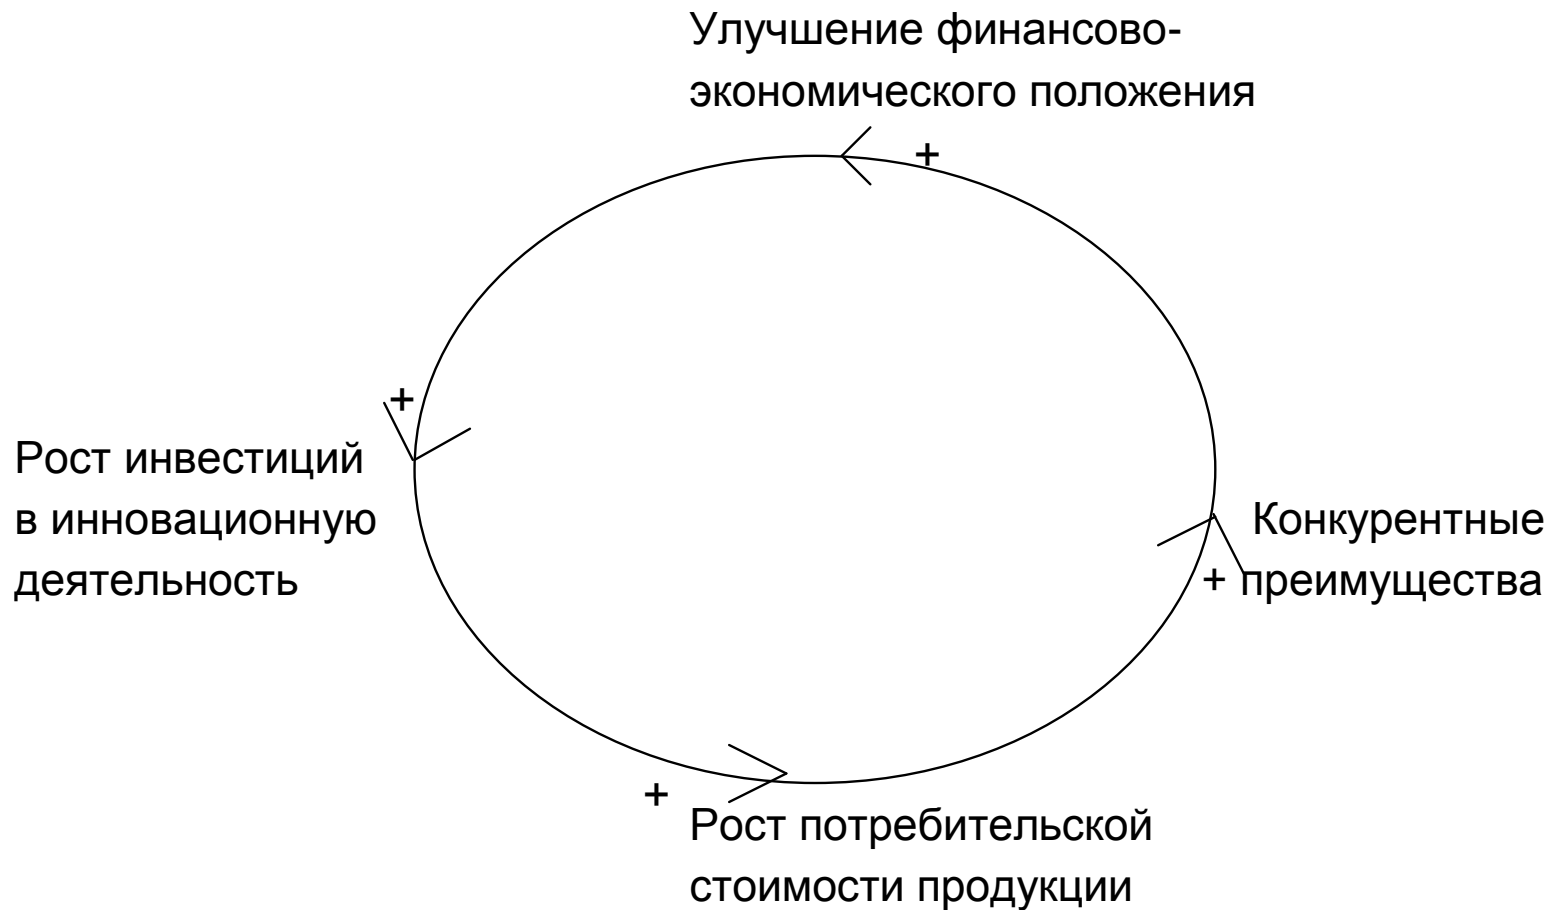 Улучшение финансово-
экономического положения
+
+
Рост инвестиций
в инновационную
деятельность
Конкурентные
+ преимущества
+
Рост потребительской
стоимости продукции